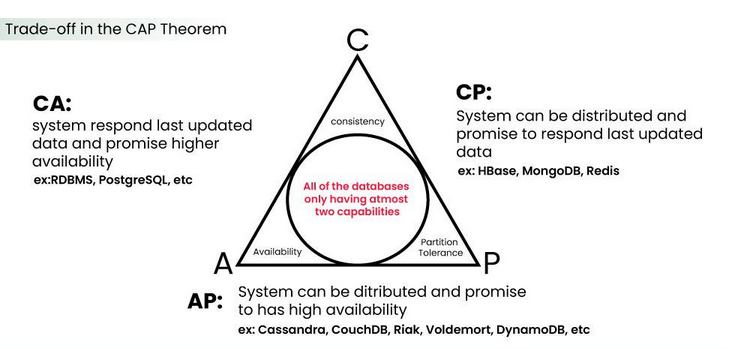 Trade-off in the CAP Theorem
C
CA:
system respond last updated
data and promise higher
availability
ex:RDBMS, PostgreSQL, etc
CP:
System can be distributed and
promise to respond last updated
data
ex: HBase, MongoDB, Redis
consistency
All of the databases
only having atmost
two capabilities
Availability
Partition
Tolerance
A
P
AP:
System can be ditributed and promise
to has high availability
ex: Cassandra, CouchDB, Riak, Voldemort, DynamoDB, etc